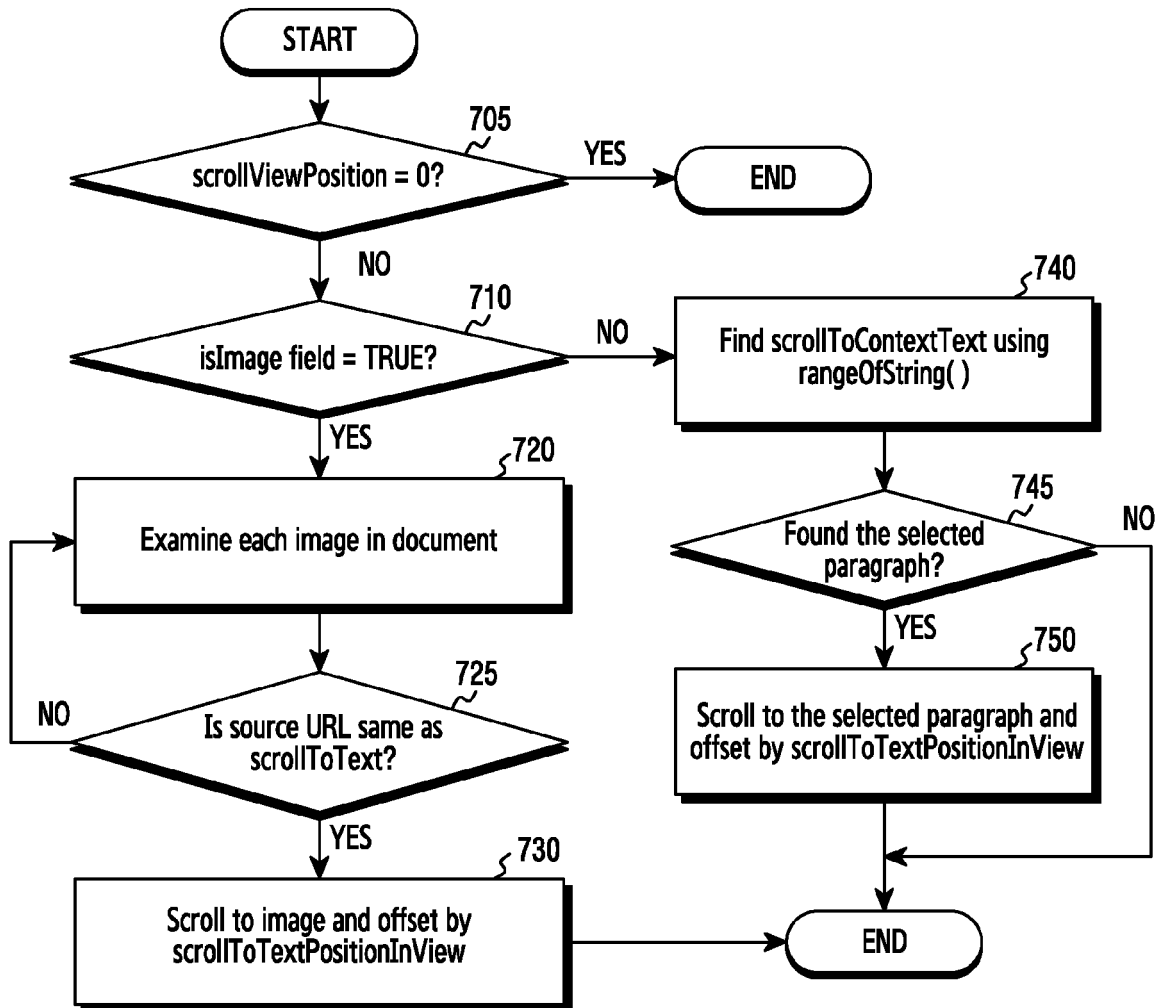 START
705
scrollViewPosition = 0?
YES
END
NO
710
isImage field = TRUE?
NO
740
Find scrollToContextText using
rangeOfString( )
YES
720
Examine each image in document
745
Found the selected
paragraph?
NO
YES
725
Is source URL same as
scrollToText?
NO
750
Scroll to the selected paragraph and
offset by scrollToTextPositionInView
YES
730
Scroll to image and offset by
scrollToTextPositionInView
END